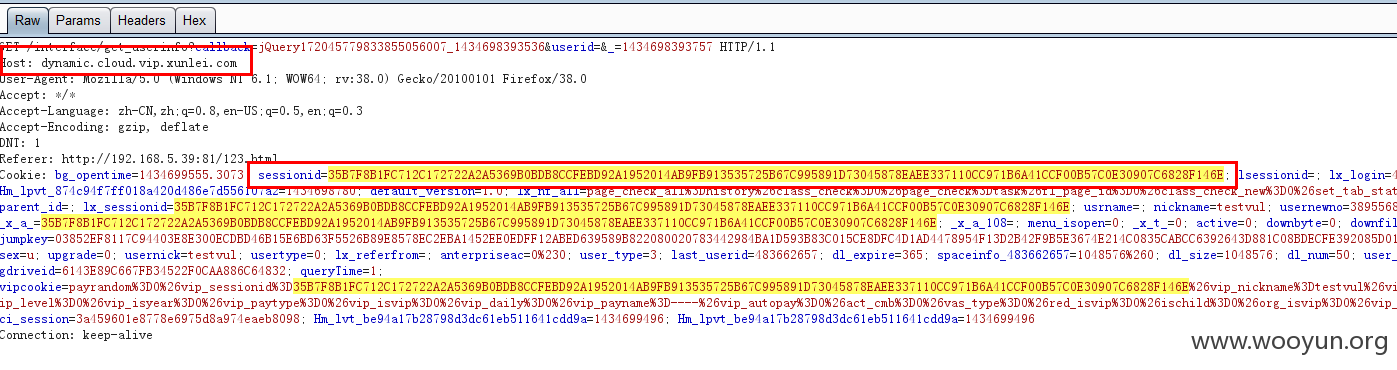 Raw Params Headers Hex
GET /interface/get_userinfo?callback=jQuery172045779833855056007_1434698393536&userid=&_=1434698393757 HTTP/1.1
Host: dynamic.cloud.vip.xunlei.com
User-Agent: Mozilla/5.0 (Windows NT 6.1; WOW64; rv:38.0) Gecko/20100101 Firefox/38.0
Accept: */*
Accept-Language: zh-CN,zh;q=0.8,en-US;q=0.5,en;q=0.3
Accept-Encoding: gzip, deflate
DNT: 1
Referer: http://192.168.5.39:81/123.html
Cookie: bg_opentime=1434699555.3073; sessionid=35B7F8B1FC712C172722A2A5369B0BDB8CCFEBD92A1952014AB9FB913535725B67C995891D73045878EAEE337110CC971B6A41CCF00B57C0E30907C6828F146E; lsessionid=; lx_login=4
Hm_lpvt_874c94f7ff018a420d486e7d556f07a2=1434698780; default_version=1.0; lx_nf_all=page_check_all%3Dhistory%26fltask_all_guoqi%3D0%26class_check%3D0%26page_check%3Dtask%26fl_page_id%3D0%26class_check_new%3D0%26set_tab_stat
parent_id=; lx_sessionid=35B7F8B1FC712C172722A2A5369B0BDB8CCFEBD92A1952014AB9FB913535725B67C995891D73045878EAEE337110CC971B6A41CCF00B57C0E30907C6828F146E; usrname=; nickname=testvul; usernewno=3895568
_x_a_=35B7F8B1FC712C172722A2A5369B0BDB8CCFEBD92A1952014AB9FB913535725B67C995891D73045878EAEE337110CC971B6A41CCF00B57C0E30907C6828F146E; _x_a_108=; menu_isopen=0; _x_t_=0; active=0; downbyte=0; downfil
jumpkey=03852EF8117C94403E8E300ECDBD46B15E6BD63F5526B89E8578EC2EBA1452EE0EDFF12ABED639589B822080020783442984BA1D593B83C015CE8DFC4D1AD4478954F13D2B42F9B5E3674E214C0835CABCC6392643D881C08BDECFE392085D01
sex=u; upgrade=0; usernick=testvul; usertype=0; lx_referfrom=; anterpriseac=0%230; user_type=3; last_userid=483662657; dl_expire=365; spaceinfo_483662657=1048576%260; dl_size=1048576; dl_num=50; user_
gdriveid=6143E89C667FB34522F0CAA886C64832; queryTime=1;
vipcookie=payrandom%3D0%26vip_sessionid%3D35B7F8B1FC712C172722A2A5369B0BDB8CCFEBD92A1952014AB9FB913535725B67C995891D73045878EAEE337110CC971B6A41CCF00B57C0E30907C6828F146E%26vip_nickname%3Dtestvul%26vi
ip_level%3D0%26vip_isyear%3D0%26vip_paytype%3D0%26vip_isvip%3D0%26vip_daily%3D0%26vip_payname%3D----%26vip_autopay%3D0%26act_cmb%3D0%26vas_type%3D0%26red_isvip%3D0%26ischild%3D0%26org_isvip%3D0%26vip_
ci_session=3a459601e8778e6975d8a974eaeb8098; Hm_lvt_be94a17b28798d3dc61eb511641cdd9a=1434699496; Hm_lpvt_be94a17b28798d3dc61eb511641cdd9a=1434699496
Connection: keep-alive
www.wooyun.org